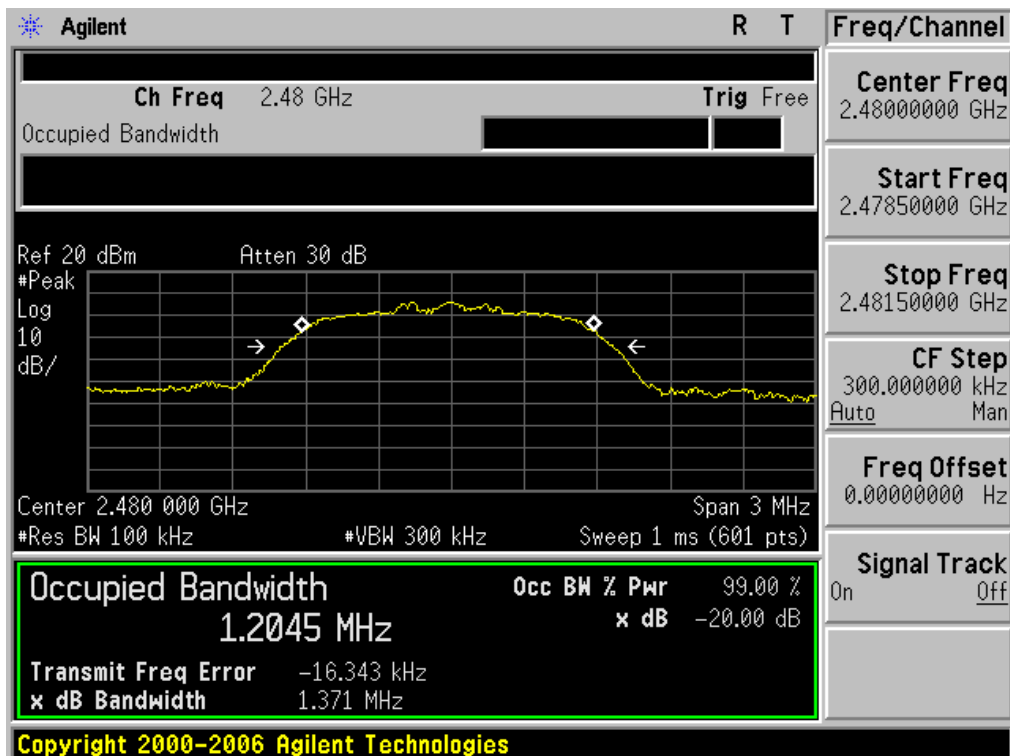 Agilent R T
Ch Freq 2.48 GHz Trig Free
Occupied Bandwidth
Ref 20 dBm Atten 30 dB
#Peak
Log
10
dB/
Center 2.480 000 GHz Span 3 MHz
#Res BW 100 kHz #VBW 300 kHz Sweep 1 ms (601 pts)
Occupied Bandwidth Occ BW % Pwr 99.00 %
1.2045 MHz x dB -20.00 dB
Transmit Freq Error -16.343 kHz
x dB Bandwidth 1.371 MHz
Copyright 2000-2006 Agilent Technologies
Freq/Channel
Center Freq
2.48000000 GHz
Start Freq
2.47850000 GHz
Stop Freq
2.48150000 GHz
CF Step
300.000000 kHz
Auto Man
Freq Offset
0.00000000 Hz
Signal Track
On Off